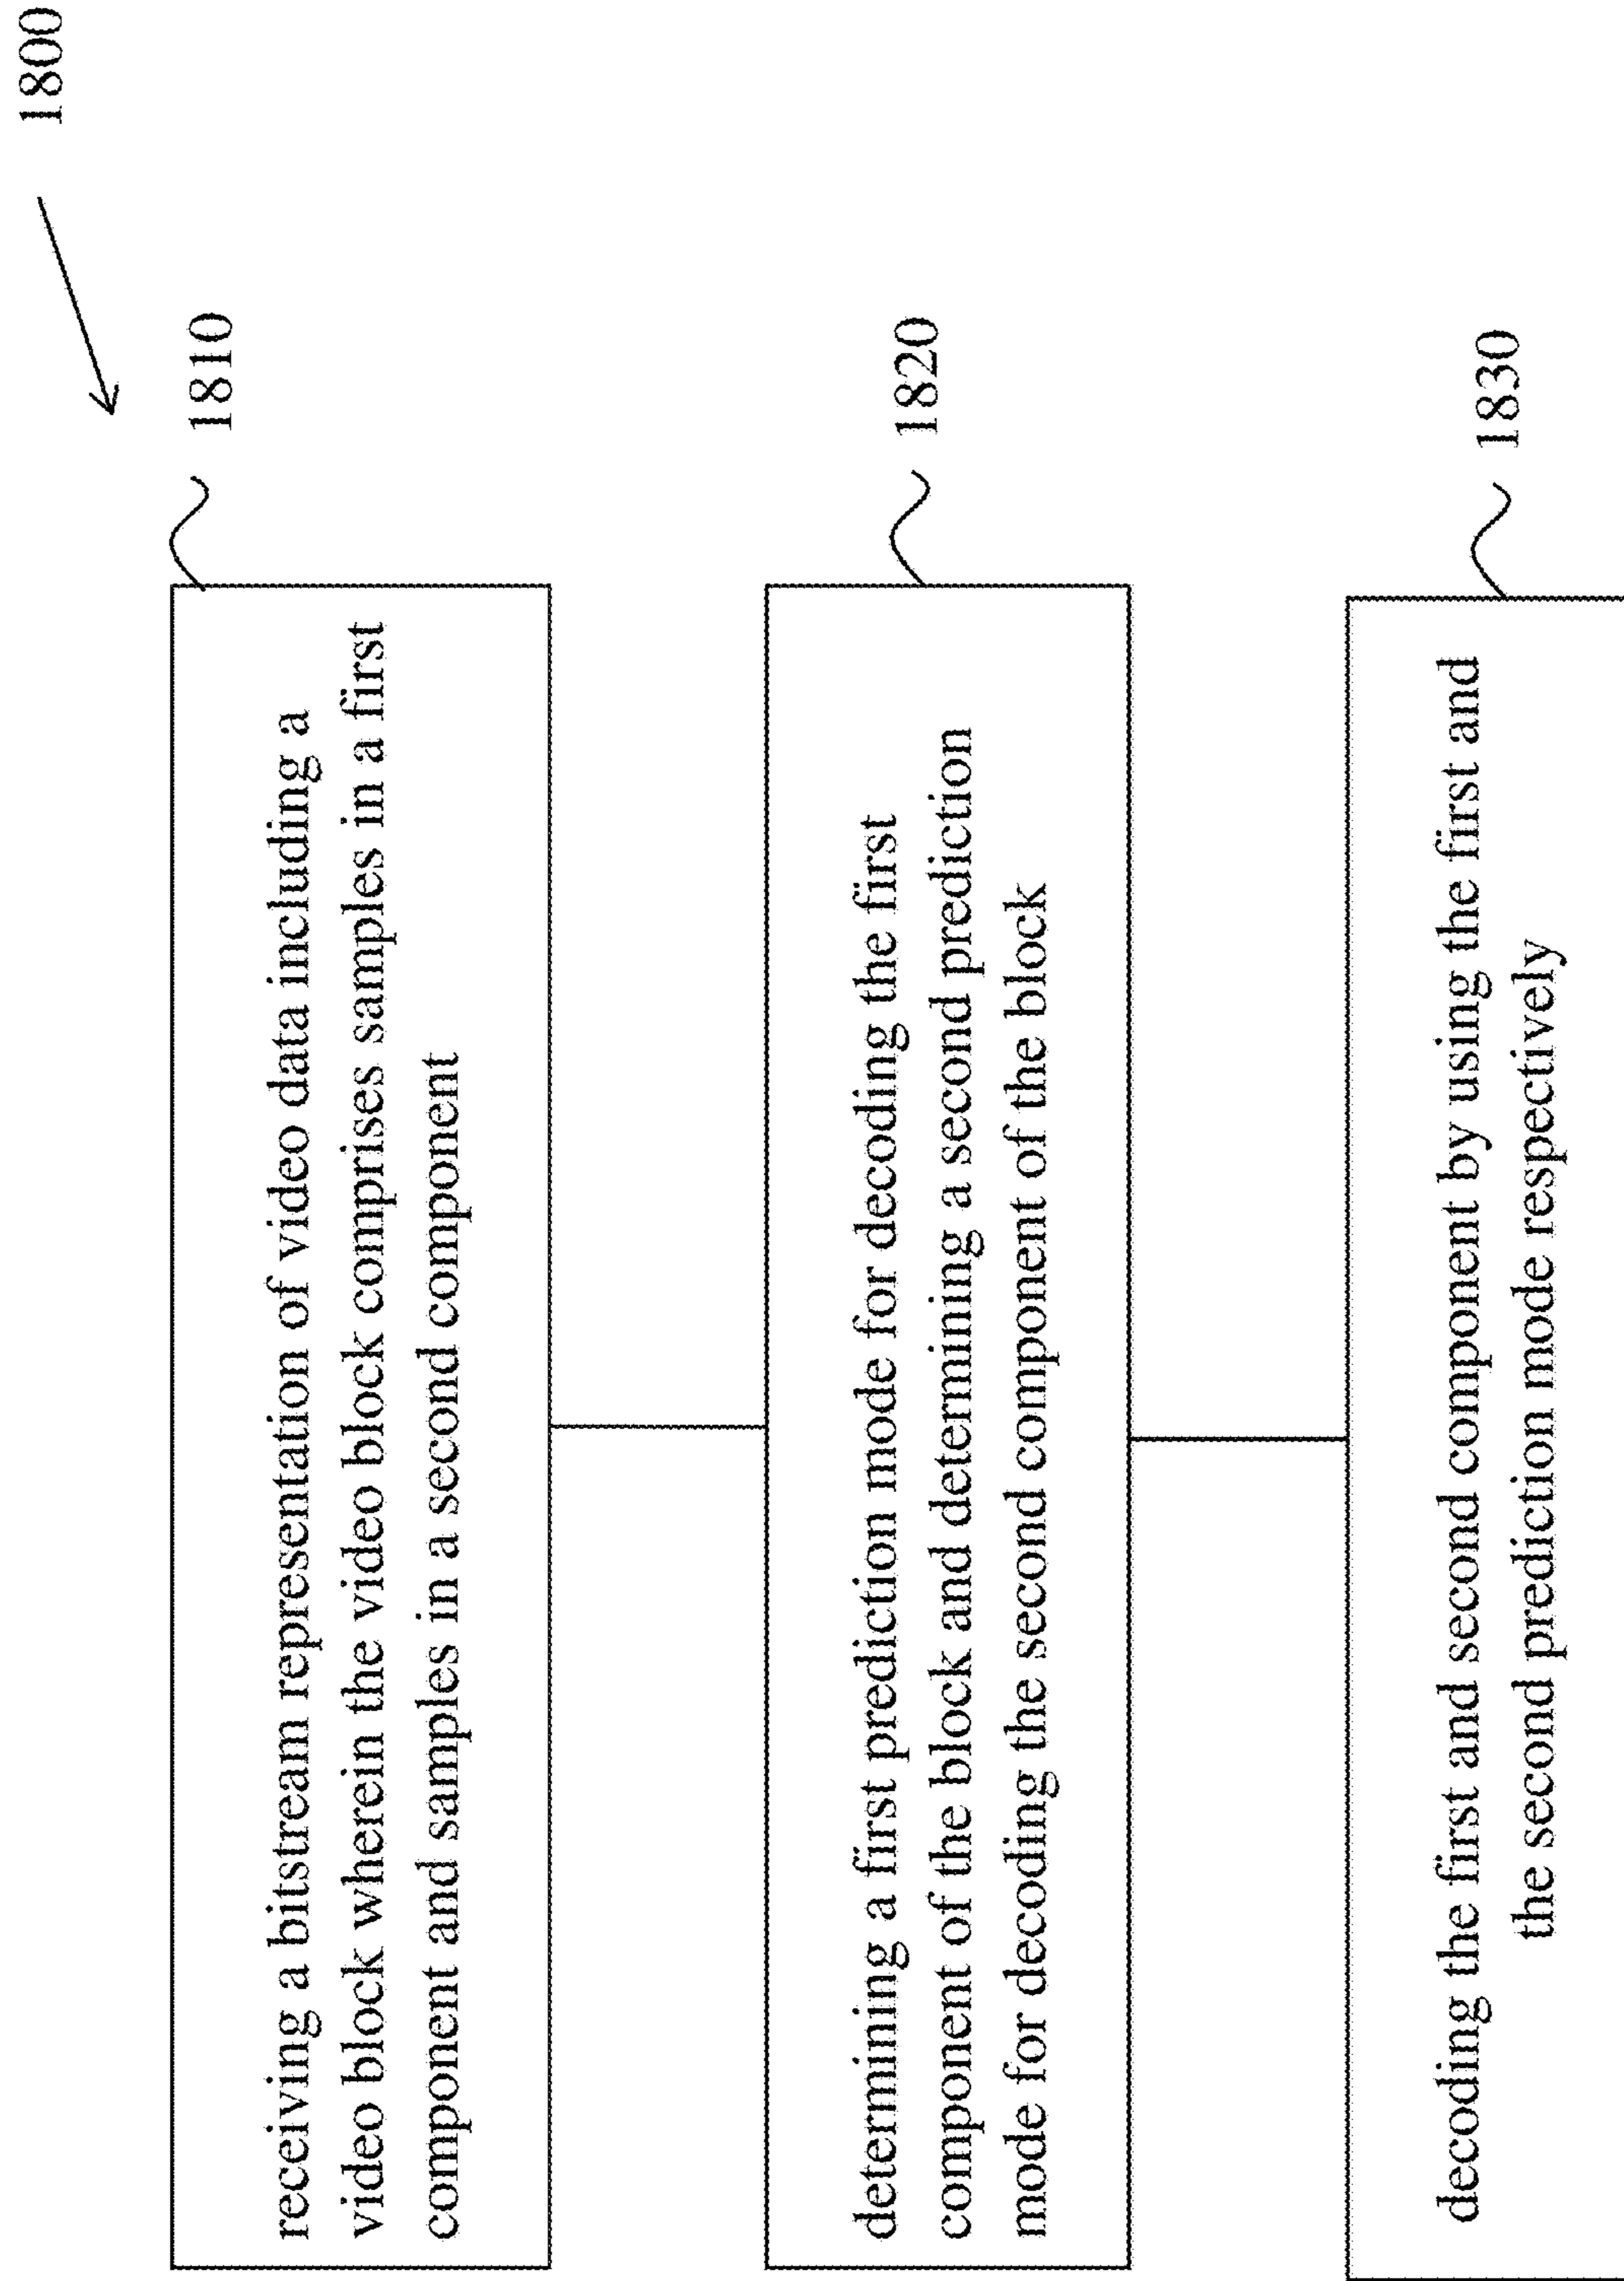 1800
1810
receiving a bitstream representation of video data including a
video block wherein the video block comprises samples in a first
component and samples in a second component
1820
determining a first prediction mode for decoding the first
component of the block and determining a second prediction
mode for decoding the second component of the block
1830
decoding the first and second component by using the first and
the second prediction mode respectively